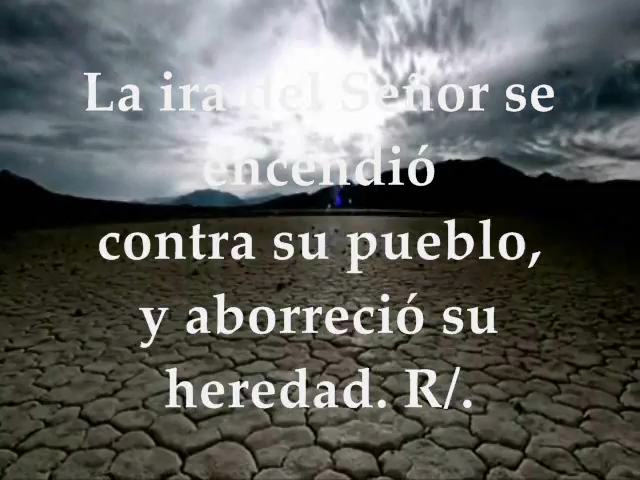 La ira del Señor se
encendió
contra su pueblo,
y aborreció su
heredad. R/.